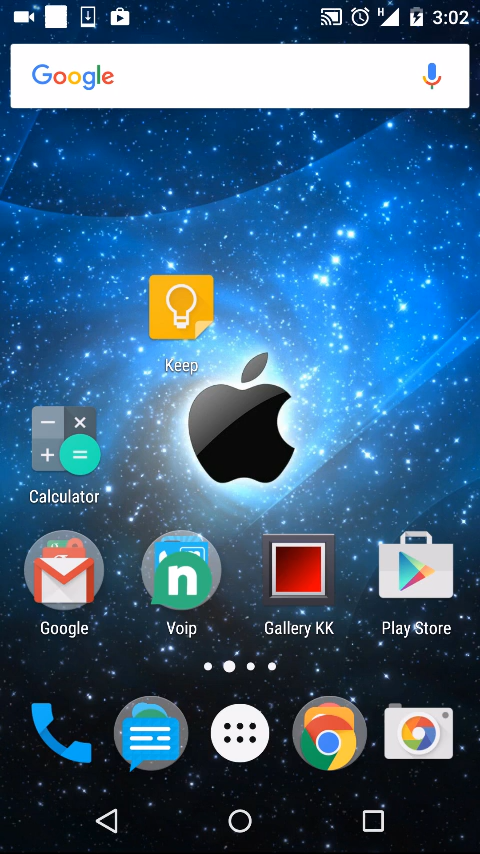 H 3:02
Google
Keep
Calculator
Google
Voip
Gallery KK
Play Store